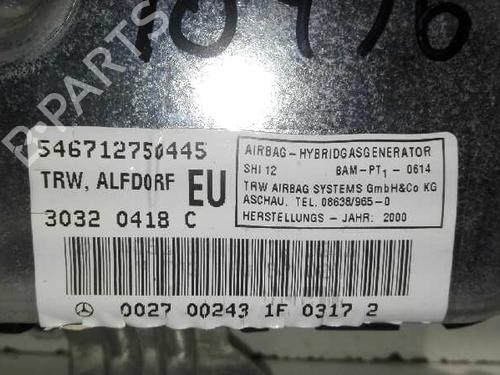 10476
B-PARTS
546712750445
TRW, ALFDORF EU
3032 0418 C
AIRBAG-HYBRIDGASGENERATOR
SHI 12 BAM-PT1-0614
TRW AIRBAG SYSTEMS GmbH&Co KG
ASCHAU, TEL. 08638/965-0
HERSTELLUNGS - JAHR: 2000
0027 00243 1F 0317 2